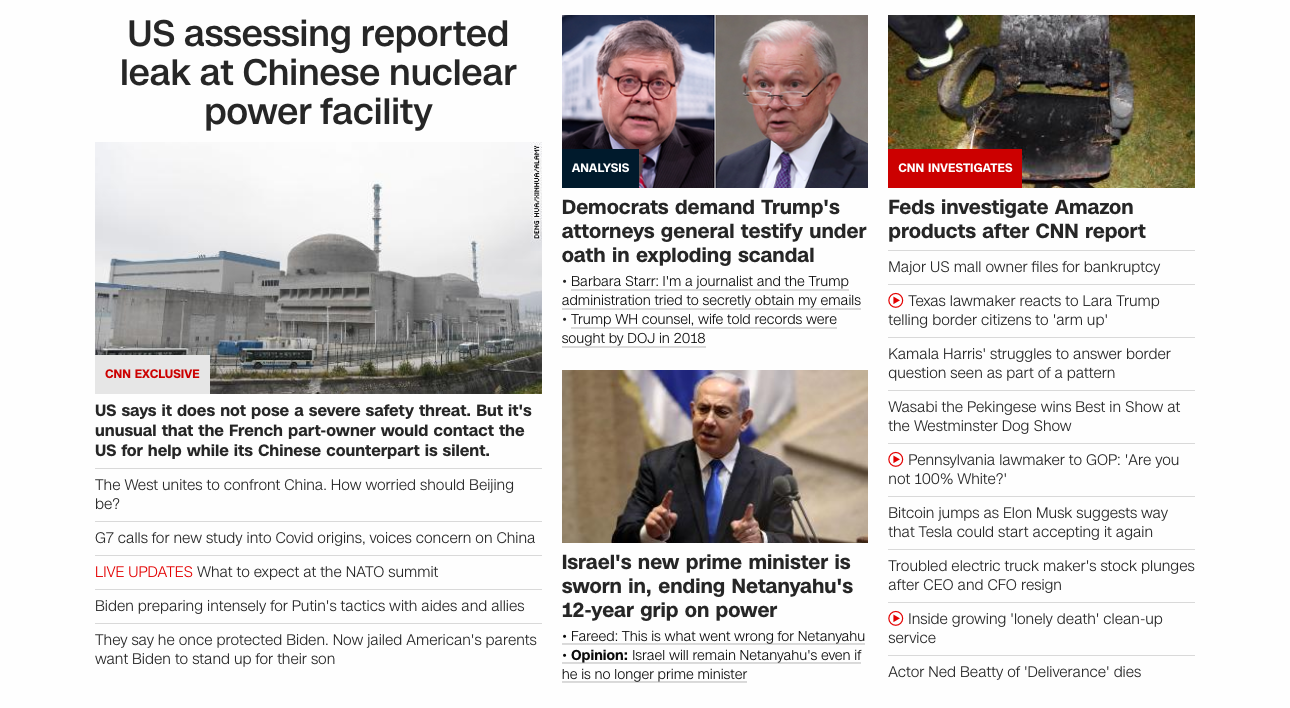 US assessing reported
leak at Chinese nuclear
power facility
DENG HUA/XINHUA/ALAMY
CNN EXCLUSIVE
US says it does not pose a severe safety threat. But it's
unusual that the French part-owner would contact the
US for help while its Chinese counterpart is silent.
The West unites to confront China. How worried should Beijing
be?
G7 calls for new study into Covid origins, voices concern on China
LIVE UPDATES What to expect at the NATO summit
Biden preparing intensely for Putin's tactics with aides and allies
They say he once protected Biden. Now jailed American's parents
want Biden to stand up for their son
ANALYSIS
Democrats demand Trump's
attorneys general testify under
oath in exploding scandal
• Barbara Starr: I'm a journalist and the Trump
administration tried to secretly obtain my emails
• Trump WH counsel, wife told records were
sought by DOJ in 2018
Israel's new prime minister is
sworn in, ending Netanyahu's
12-year grip on power
• Fareed: This is what went wrong for Netanyahu
• Opinion: Israel will remain Netanyahu's even if
he is no longer prime minister
CNN INVESTIGATES
Feds investigate Amazon
products after CNN report
Major US mall owner files for bankruptcy
Texas lawmaker reacts to Lara Trump
telling border citizens to 'arm up'
Kamala Harris' struggles to answer border
question seen as part of a pattern
Wasabi the Pekingese wins Best in Show at
the Westminster Dog Show
Pennsylvania lawmaker to GOP: 'Are you
not 100% White?'
Bitcoin jumps as Elon Musk suggests way
that Tesla could start accepting it again
Troubled electric truck maker's stock plunges
after CEO and CFO resign
Inside growing 'lonely death' clean-up
service
Actor Ned Beatty of 'Deliverance' dies